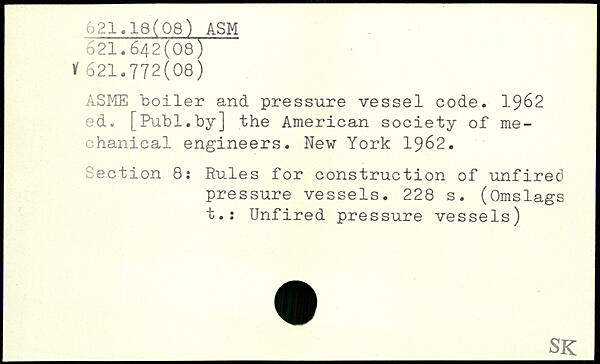 621.18(08) ASM
621.642(08)
V 621.772(08)
ASME boiler and pressure vessel code. 1962
ed. [Publ.by] the American society of me-
chanical engineers. New York 1962.
Section 8: Rules for construction of unfired
pressure vessels. 228 s. (Omslags
t.: Unfired pressure vessels)
SK